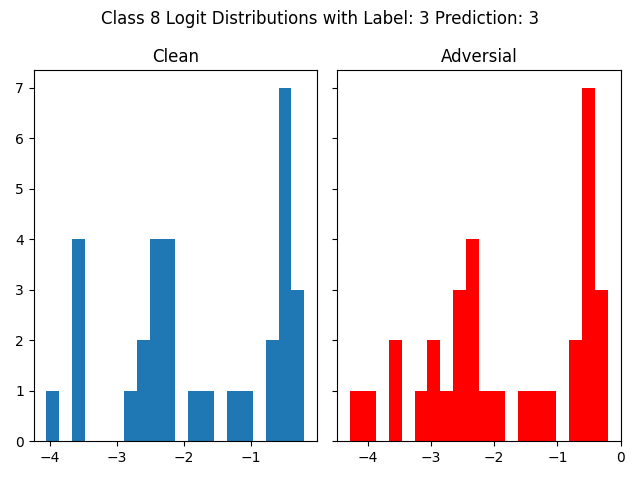 Class 8 Logit Distributions with Label: 3 Prediction: 3
Clean
Adversial
7
6
5
4
3
2
1
0
−4 −3 −2 −1
−4 −3 −2 −1 0